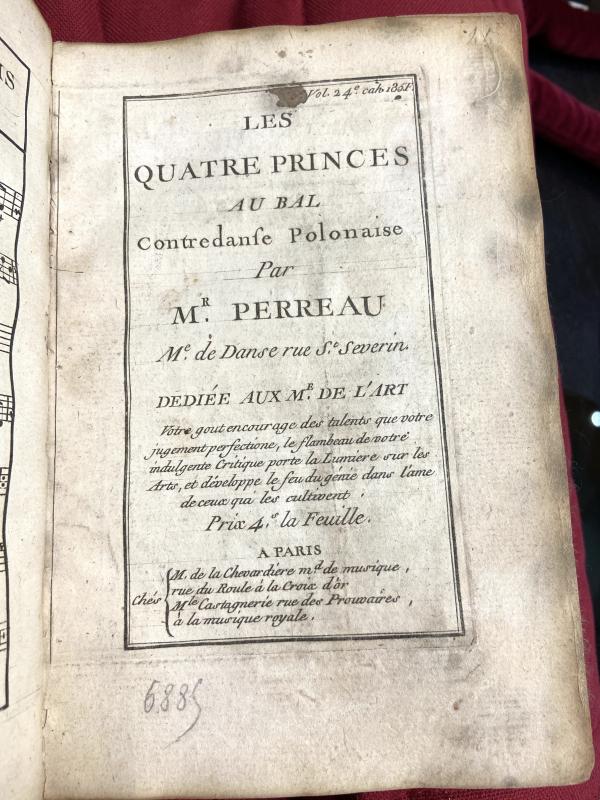 Vol. 24e. cah. 135.F.
LES
QUATRE PRINCES
AU BAL
Contredanſe Polonaise
Par
MR. PERREAU
Me. de Danse rue St.e Severin.
DEDIÉE AUX MR. DE L'ART
Votre gout encourage des talents que votre
jugement perfectione, le flambeau de votre
indulgente Critique porte la Lumiere sur les
Arts, et développe le feu du génie dans l'ame
de ceux qui les cultivent.
Prix 4.s la Feuille.
A PARIS
Chés
M. de la Chevardiere md. de musique,
rue du Roule à la Croix d'or
Mlle Castagnerie rue des Prouvaires,
à la musique royale.
6885